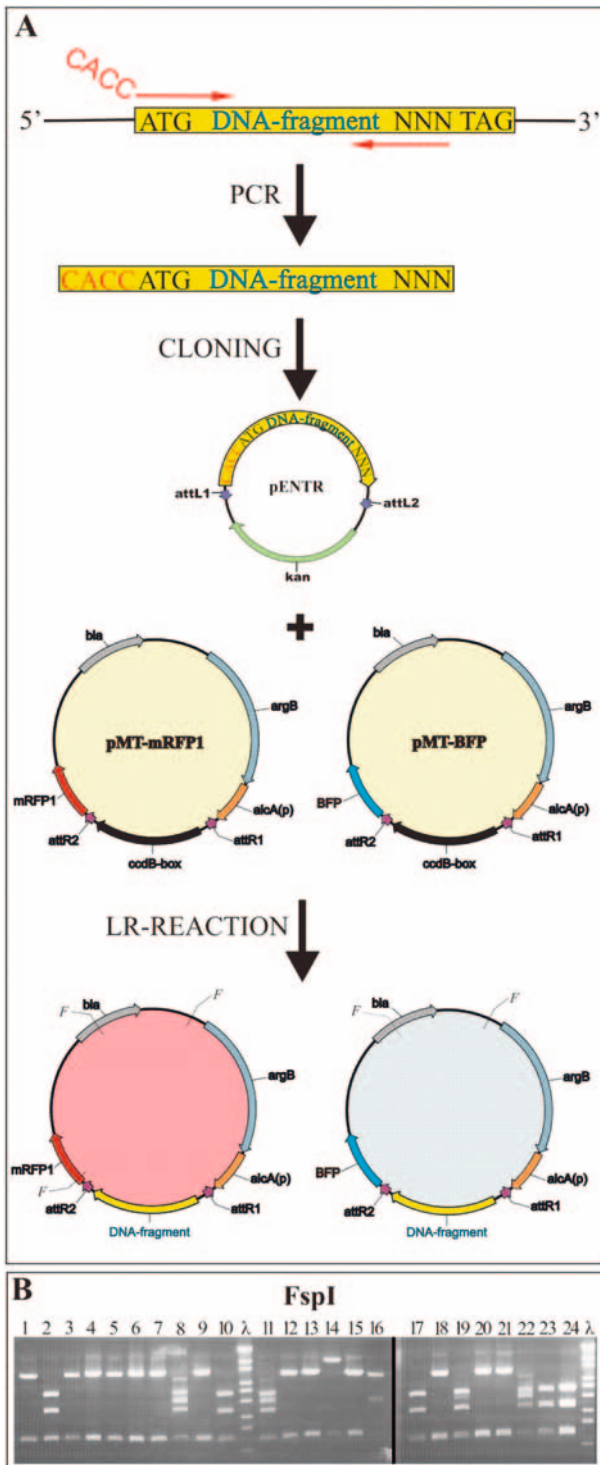 A
CACC
5' ATG DNA-fragment NNN TAG 3'
PCR
CACCATG DNA-fragment NNN
CLONING
ATG DNA-fragment NNN
pENTR
attL1 attL2
kan
+
bla bla
argB argB
pMT-mRFP1 pMT-BFP
mRFP1 alcA(p) BFP alcA(p)
attR2 attR1 attR2 attR1
ccdB-box ccdB-box
LR-REACTION
F F
bla bla
F F
argB argB
mRFP1 alcA(p) BFP alcA(p)
F
attR2 attR1 attR2 attR1
DNA-fragment DNA-fragment
B FspI
1 2 3 4 5 6 7 8 9 10 λ 11 12 13 14 15 16 17 18 19 20 21 22 23 24 λ